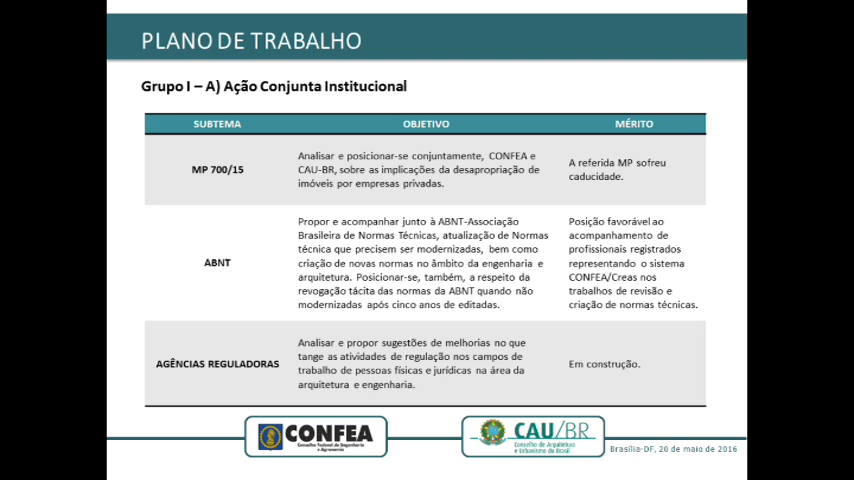 PLANO DE TRABALHO
Grupo I – A) Ação Conjunta Institucional
SUBTEMA OBJETIVO MÉRITO
MP 700/15
Analisar e posicionar-se conjuntamente, CONFEA e
CAU-BR, sobre as implicações da desapropriação de
imóveis por empresas privadas.
A referida MP sofreu
caducidade.
ABNT
Propor e acompanhar junto à ABNT-Associação
Brasileira de Normas Técnicas, atualização de Normas
técnica que precisem ser modernizadas, bem como
criação de novas normas no âmbito da engenharia e
arquitetura. Posicionar-se, também, a respeito da
revogação tácita das normas da ABNT quando não
modernizadas após cinco anos de editadas.
Posição favorável ao
acompanhamento de
profissionais registrados
representando o sistema
CONFEA/Creas nos
trabalhos de revisão e
criação de normas técnicas.
AGÊNCIAS REGULADORAS
Analisar e propor sugestões de melhorias no que
tange as atividades de regulação nos campos de
trabalho de pessoas físicas e jurídicas na área da
arquitetura e engenharia.
Em construção.
CONFEA
Conselho Federal de Engenharia
e Agronomia
CAU/BR
Conselho de Arquitetura
e Urbanismo do Brasil
Brasília-DF, 20 de maio de 2016